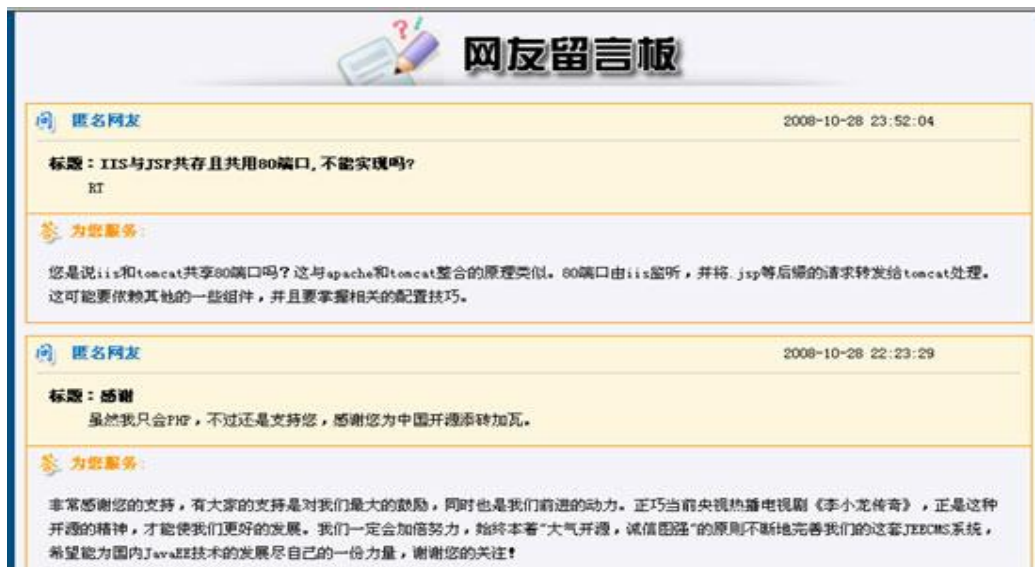 网友留言板
问 匿名网友 2008-10-28 23:52:04
标题：IIS与JSP共存且共用80端口,不能实现吗?
RT
答 为您服务:
您是说iis和tomcat共享80端口吗？这与apache和tomcat整合的原理类似。80端口由iis监听，并将.jsp等后缀的请求转发给tomcat处理。
这可能要依赖其他的一些组件，并且要掌握相关的配置技巧。
问 匿名网友 2008-10-28 22:23:29
标题：感谢
虽然我只会PHP，不过还是支持您，感谢您为中国开源添砖加瓦。
答 为您服务:
非常感谢您的支持，有大家的支持是对我们最大的鼓励，同时也是我们前进的动力。正巧当前央视热播电视剧《李小龙传奇》，正是这种
开源的精神，才能使我们更好的发展。我们一定会加倍努力，始终本着"大气开源，诚信图强"的原则不断地完善我们的这套JEECMS系统，
希望能为国内JavaEE技术的发展尽自己的一份力量，谢谢您的关注！